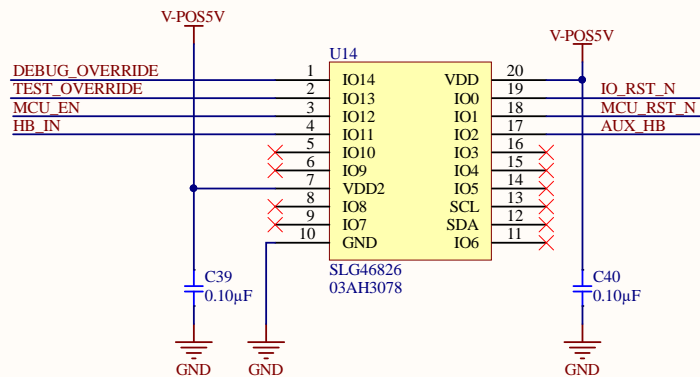 V-POS5V
V-POS5V
U14
DEBUG_OVERRIDE 1 IO14 VDD 20
TEST_OVERRIDE 2 IO13 IO0 19 IO_RST_N
MCU_EN 3 IO12 IO1 18 MCU_RST_N
HB_IN 4 IO11 IO2 17 AUX_HB
5 IO10 IO3 16
6 IO9 IO4 15
7 VDD2 IO5 14
8 IO8 SCL 13
9 IO7 SDA 12
10 GND IO6 11
SLG46826
03AH3078
C39
0.10µF
C40
0.10µF
GND
GND
GND